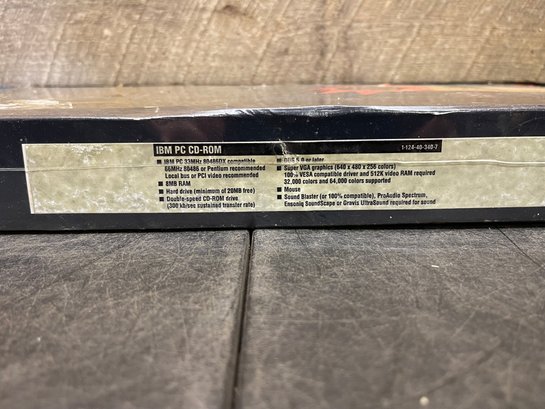 IBM PC CD-ROM
1-124-40-340-7
IBM PC 33MHz 80486DX compatible
66MHz 80486 or Pentium recommended
Local bus or PCI video recommended
8MB RAM
Hard drive (minimum of 20MB free)
Double-speed CD-ROM drive
(300 kb/sec sustained transfer rate)
DOS 5.0 or later
Super VGA graphics (640 x 480 x 256 colors)
100% VESA compatible driver and 512K video RAM required
32,000 colors and 64,000 colors supported
Mouse
Sound Blaster (or 100% compatible), ProAudio Spectrum,
Ensoniq SoundScape or Gravis UltraSound required for sound